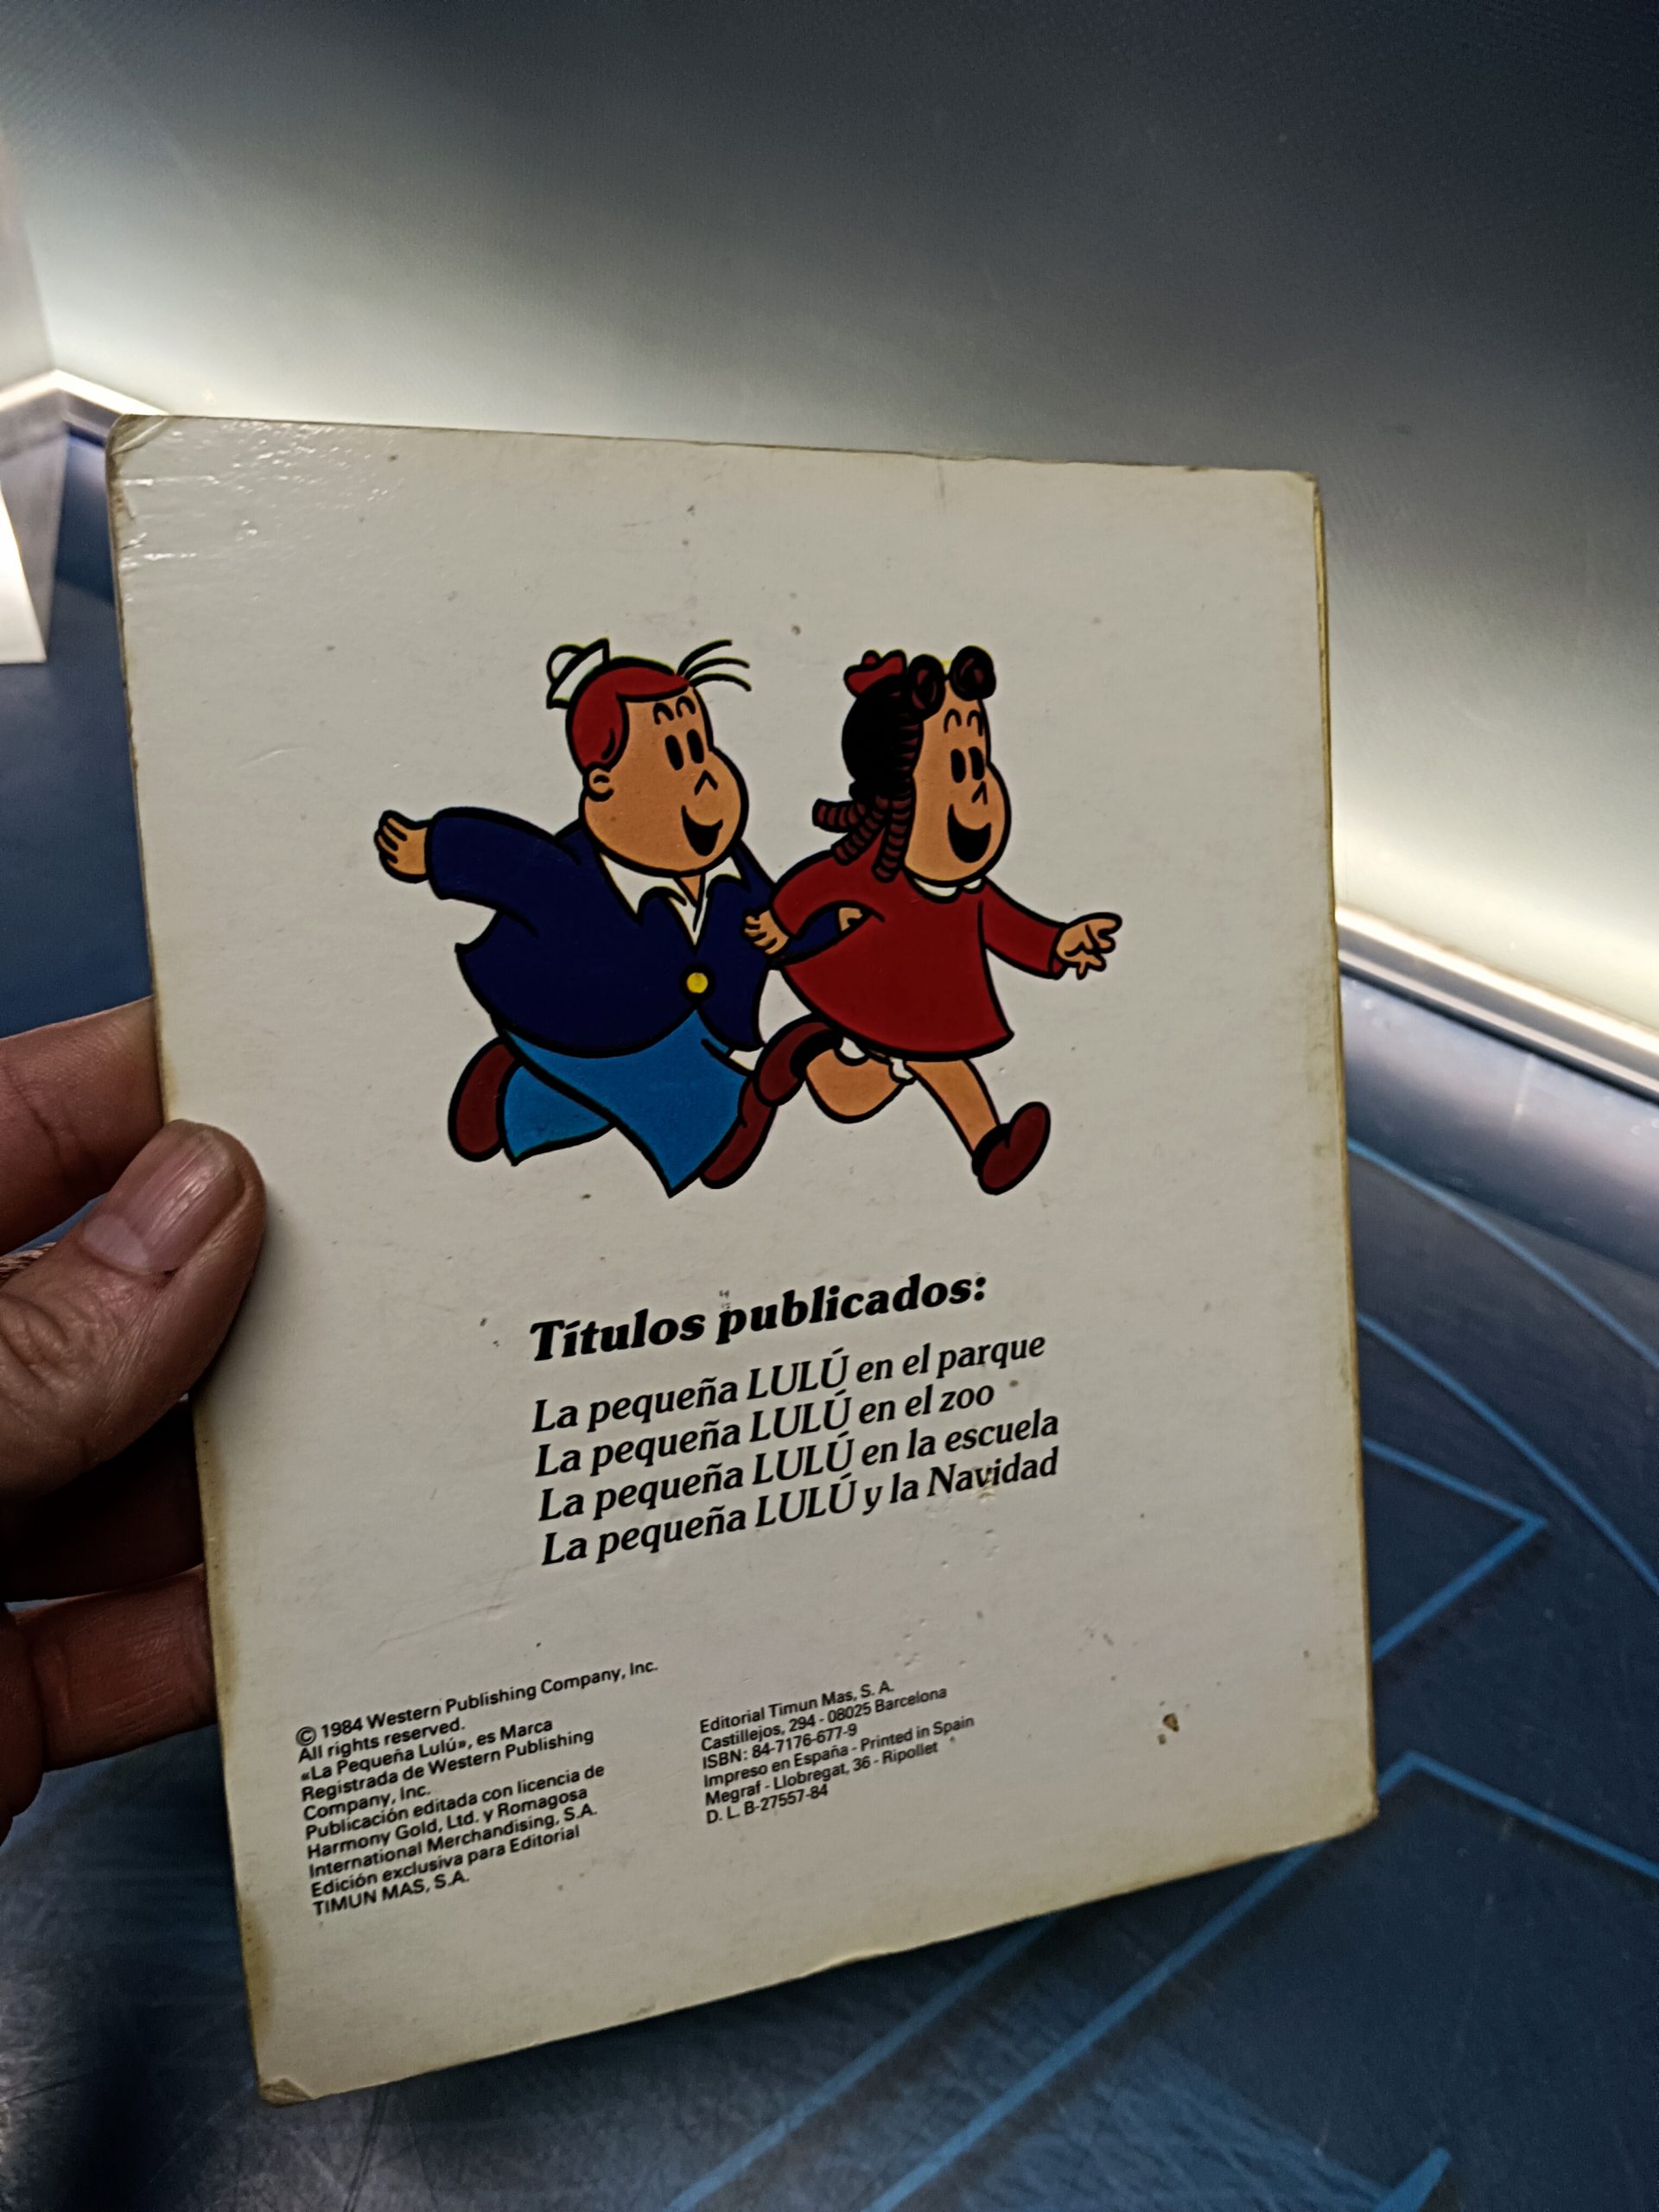 Títulos publicados:
La pequeña LULÚ en el parque
La pequeña LULÚ en el zoo
La pequeña LULÚ en la escuela
La pequeña LULÚ y la Navidad
© 1984 Western Publishing Company, Inc.
All rights reserved.
«La Pequeña Lulú», es Marca
Registrada de Western Publishing
Company, Inc.
Publicación editada con licencia de
Harmony Gold, Ltd. y Romagosa
International Merchandising, S.A.
Edición exclusiva para Editorial
TIMUN MAS, S.A.
Editorial Timun Mas, S. A.
Castillejos, 294 - 08025 Barcelona
ISBN: 84-7176-677-9
Impreso en España - Printed in Spain
Megraf - Llobregat, 36 - Ripollet
D. L. B-27557-84